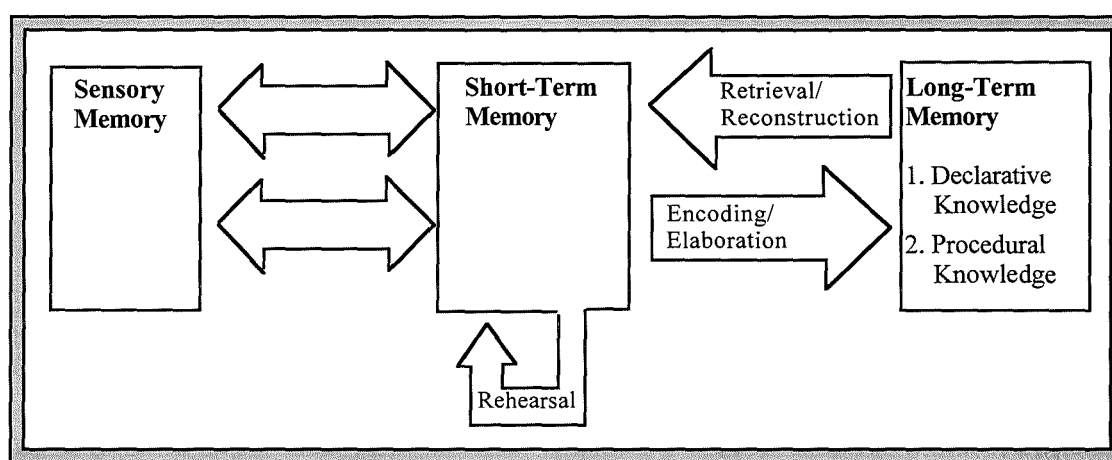 Sensory
Memory
Short-Term
Memory
Retrieval/
Reconstruction
Encoding/
Elaboration
Rehearsal
Long-Term
Memory
1. Declarative
Knowledge
2. Procedural
Knowledge